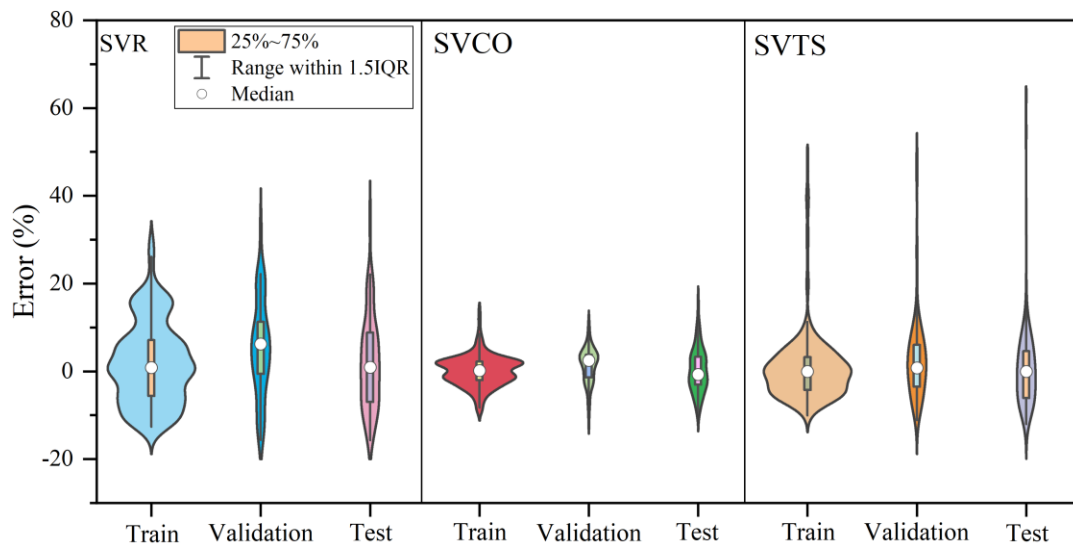 80
60
40
20
0
-20
Error (%)
SVR
25%~75%
Range within 1.5IQR
Median
SVCO
SVTS
Train Validation Test Train Validation Test Train Validation Test